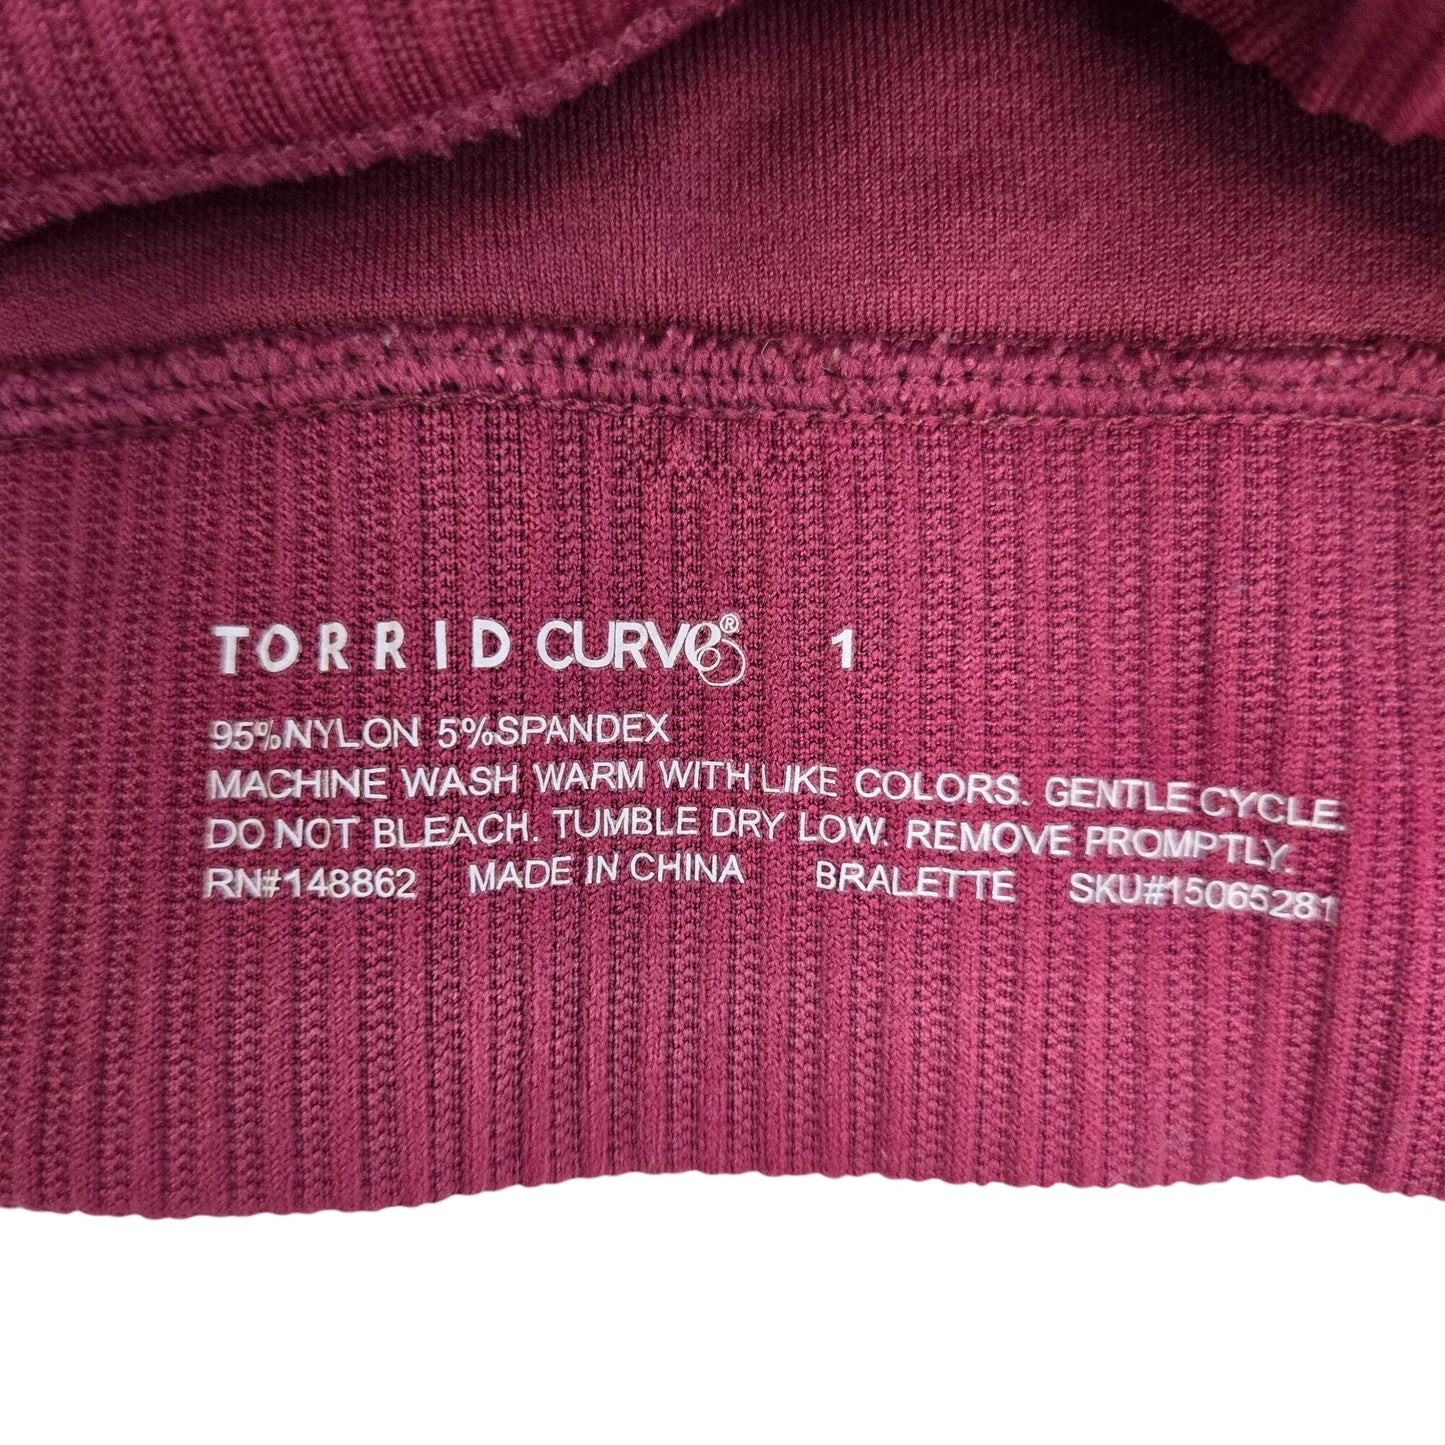 TORRID CURVES® 1
95%NYLON 5%SPANDEX
MACHINE WASH WARM WITH LIKE COLORS. GENTLE CYCLE.
DO NOT BLEACH. TUMBLE DRY LOW. REMOVE PROMPTLY.
RN#148862 MADE IN CHINA BRALETTE SKU#15065281